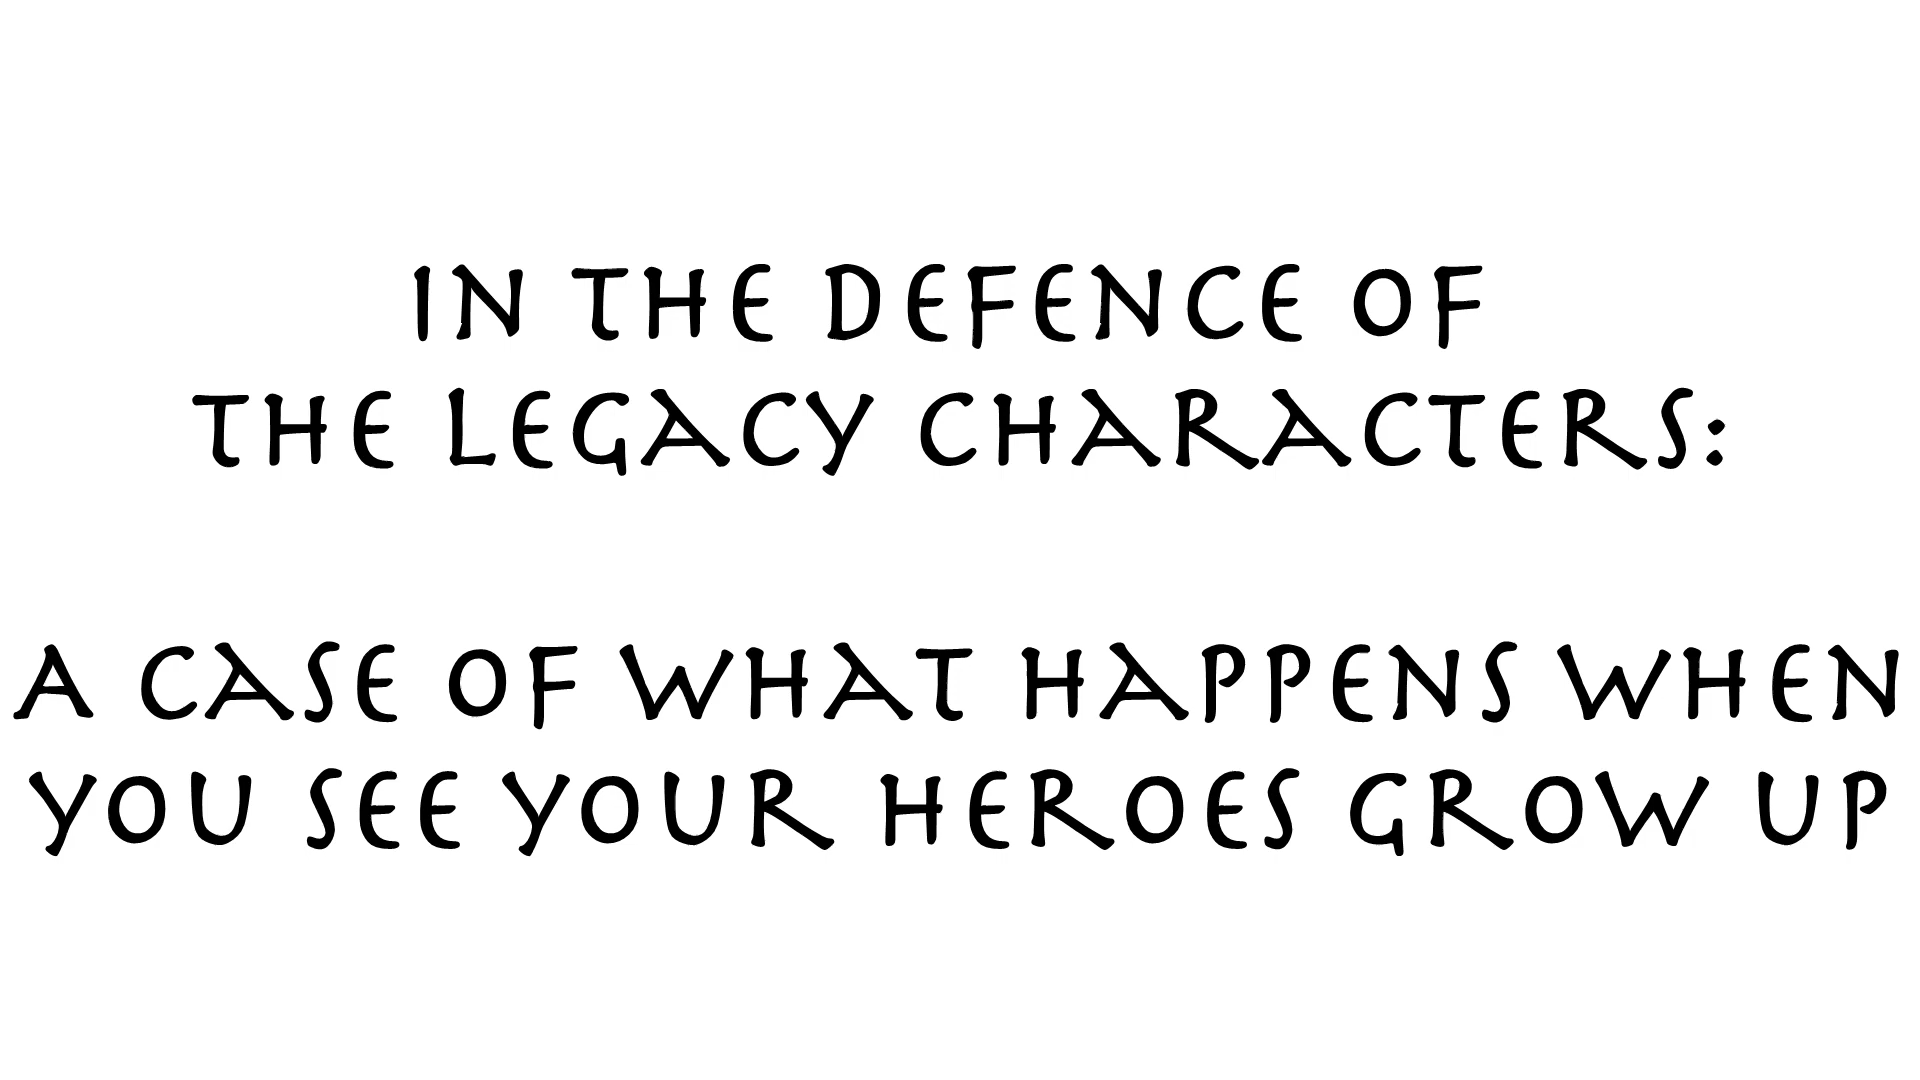 IN THE DEFENCE OF
THE LEGACY CHARACTERS:
A CASE OF WHAT HAPPENS WHEN
YOU SEE YOUR HEROES GROW UP